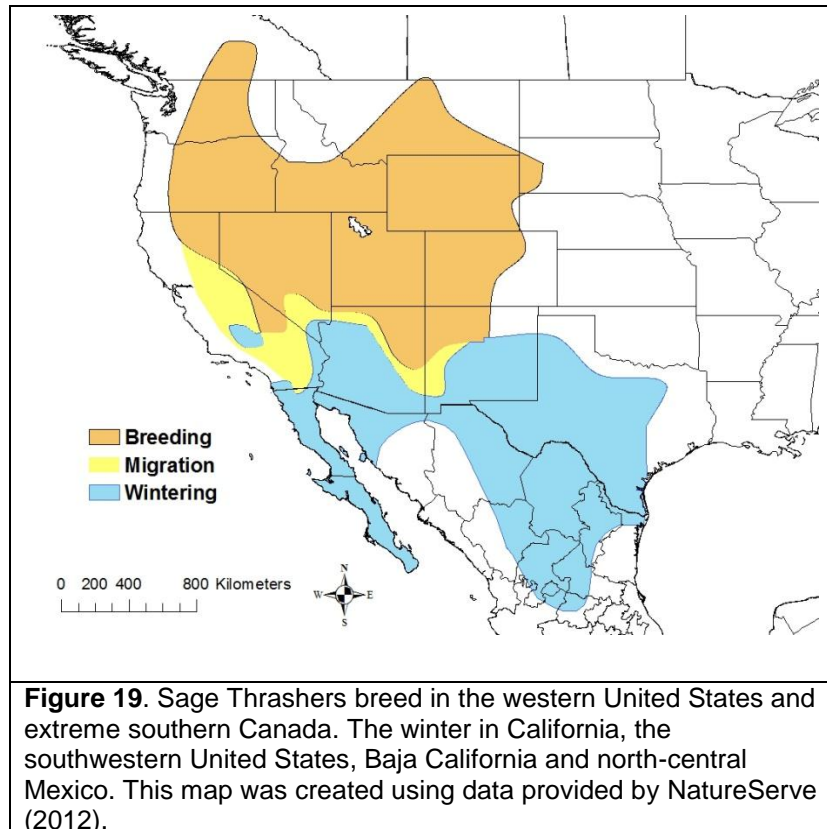 Breeding
Migration
Wintering
0 200 400 800 Kilometers
N
W E
S
Figure 19. Sage Thrashers breed in the western United States and
extreme southern Canada. The winter in California, the
southwestern United States, Baja California and north-central
Mexico. This map was created using data provided by NatureServe
(2012).